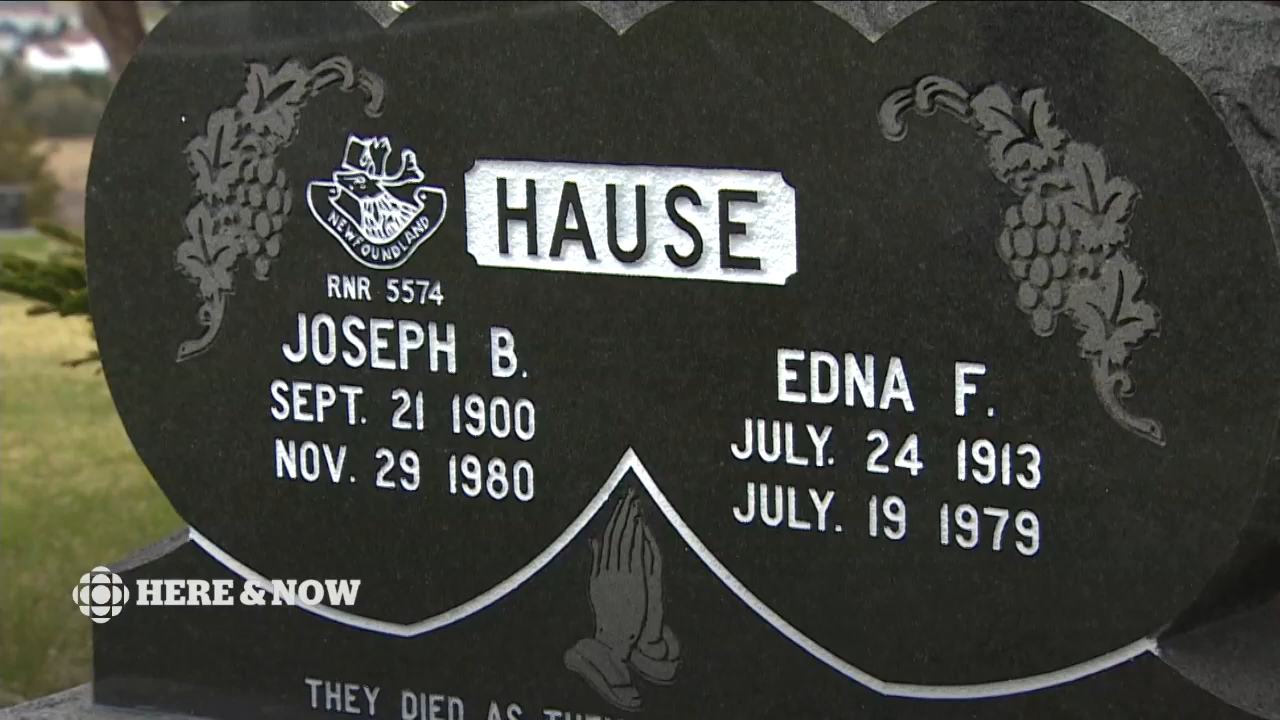 HAUSE
NEWFOUNDLAND
RNR 5574
JOSEPH B.
SEPT. 21 1900
NOV. 29 1980
EDNA F.
JULY. 24 1913
JULY. 19 1979
THEY DIED AS
HERE & NOW